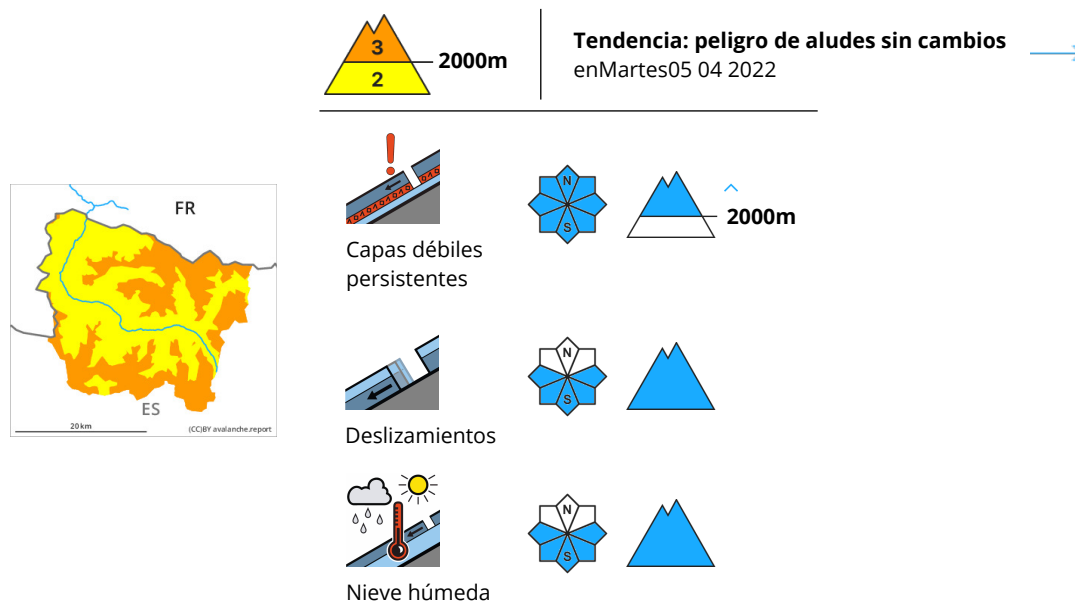 3
2
2000m
Tendencia: peligro de aludes sin cambios
enMartes05 04 2022
FR
ES
20 km
(CC)BY avalanche.report
N
S
2000m
Capas débiles
persistentes
N
S
Deslizamientos
N
S
Nieve húmeda